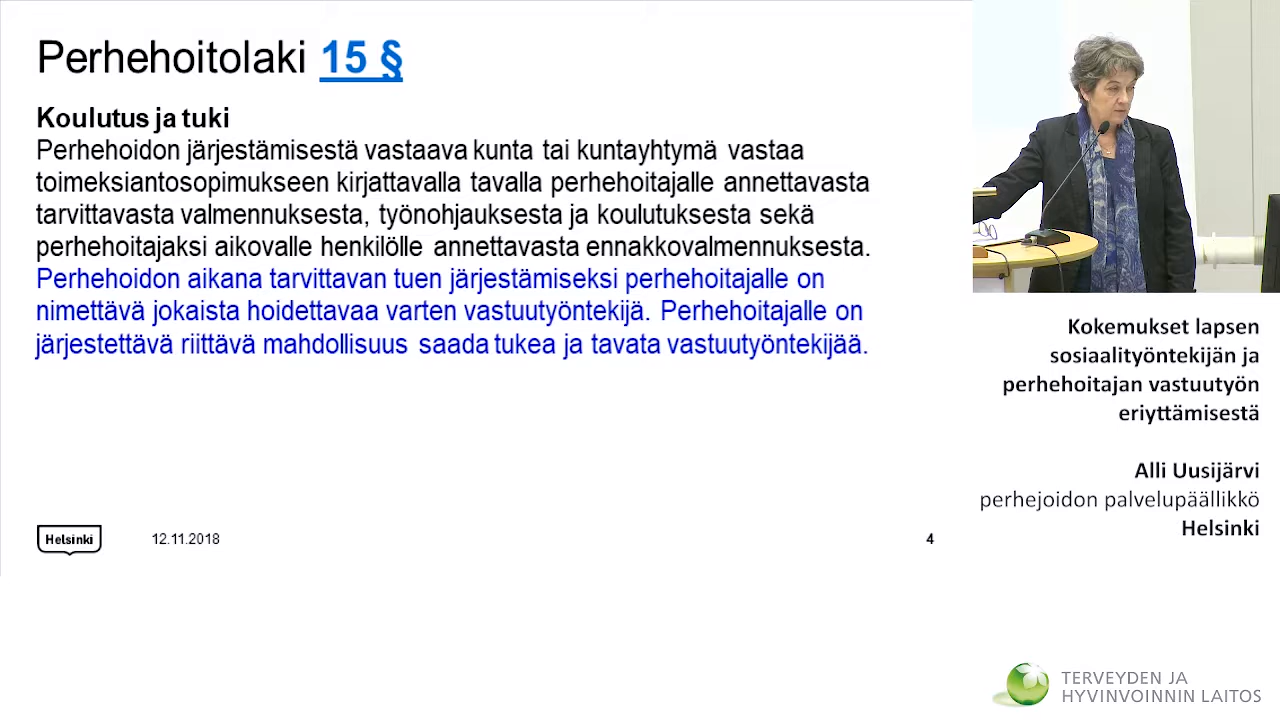 Perhehoitolaki 15 §
Koulutus ja tuki
Perhehoidon järjestämisestä vastaava kunta tai kuntayhtymä vastaa
toimeksiantosopimukseen kirjattavalla tavalla perhehoitajalle annettavasta
tarvittavasta valmennuksesta, työnohjauksesta ja koulutuksesta sekä
perhehoitajaksi aikovalle henkilölle annettavasta ennakkovalmennuksesta.
Perhehoidon aikana tarvittavan tuen järjestämiseksi perhehoitajalle on
nimettävä jokaista hoidettavaa varten vastuutyöntekijä. Perhehoitajalle on
järjestettävä riittävä mahdollisuus saada tukea ja tavata vastuutyöntekijää.
Helsinki
12.11.2018
4
Kokemukset lapsen
sosiaalityöntekijän ja
perhehoitajan vastuutyön
eriyttämisestä
Alli Uusijärvi
perhejoidon palvelupäällikkö
Helsinki
TERVEYDEN JA
HYVINVOINNIN LAITOS